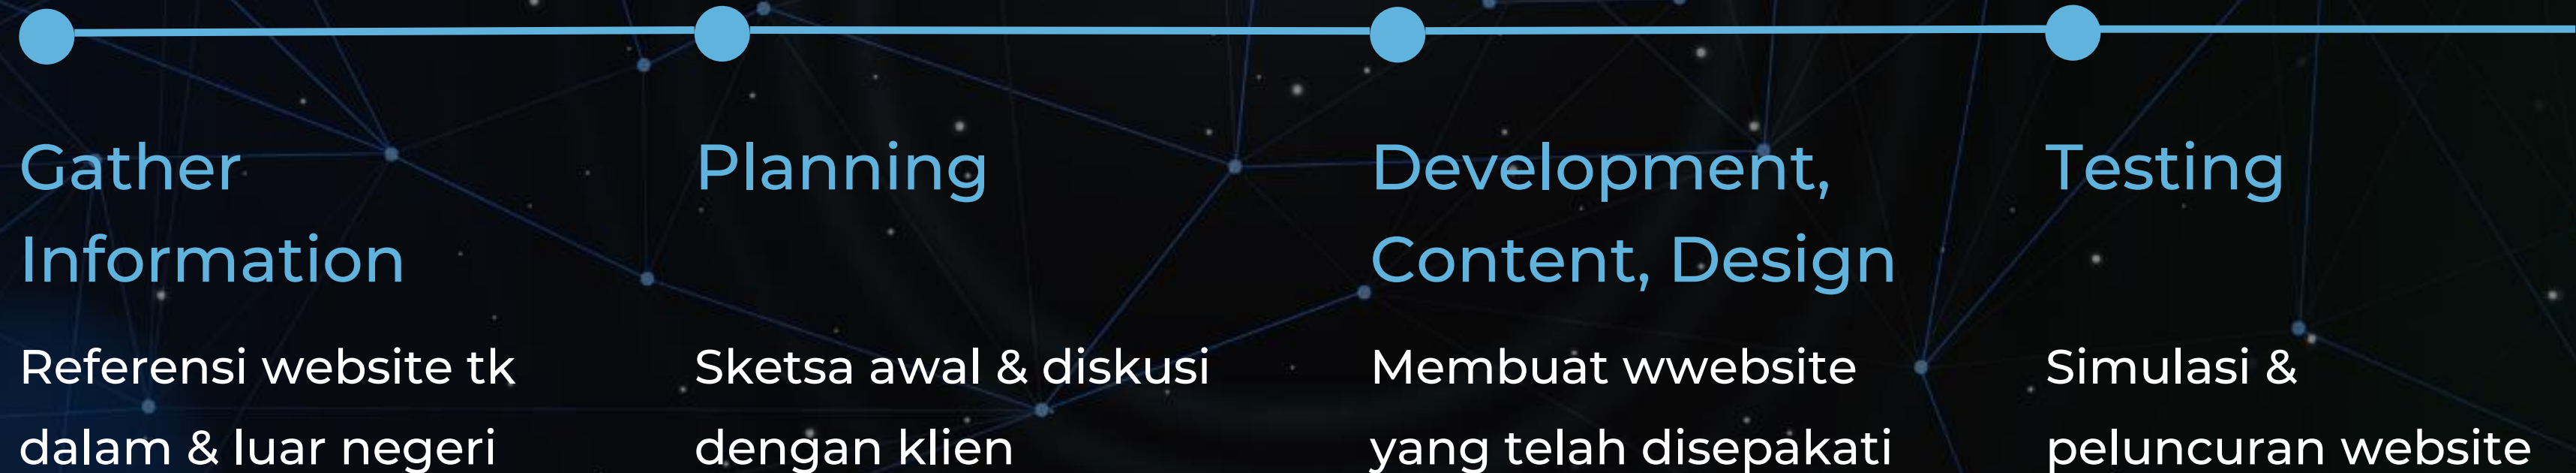 Gather
Information
Referensi website tk
dalam & luar negeri
Planning
Sketsa awal & diskusi
dengan klien
Development,
Content, Design
Membuat wwebsite
yang telah disepakati
Testing
Simulasi &
peluncuran website